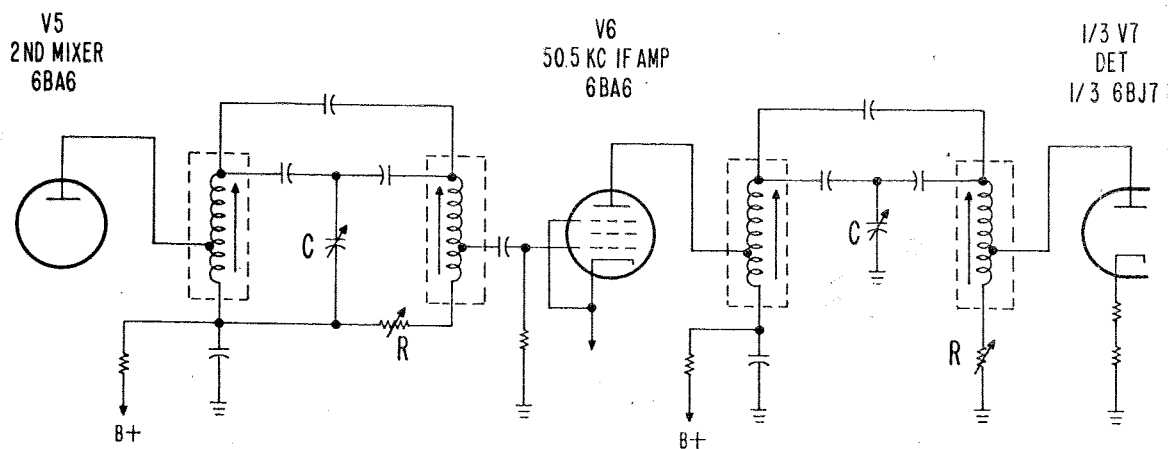 V5
2ND MIXER
6BA6
V6
50.5 KC IF AMP
6BA6
1/3 V7
DET
1/3 6BJ7
C
R
B+
C
R
B+